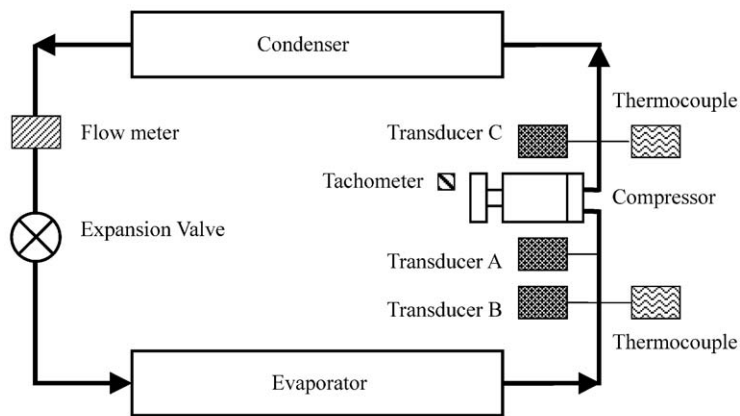 Condenser
Thermocouple
Flow meter
Transducer C
Tachometer
Compressor
Expansion Valve
Transducer A
Transducer B
Thermocouple
Evaporator